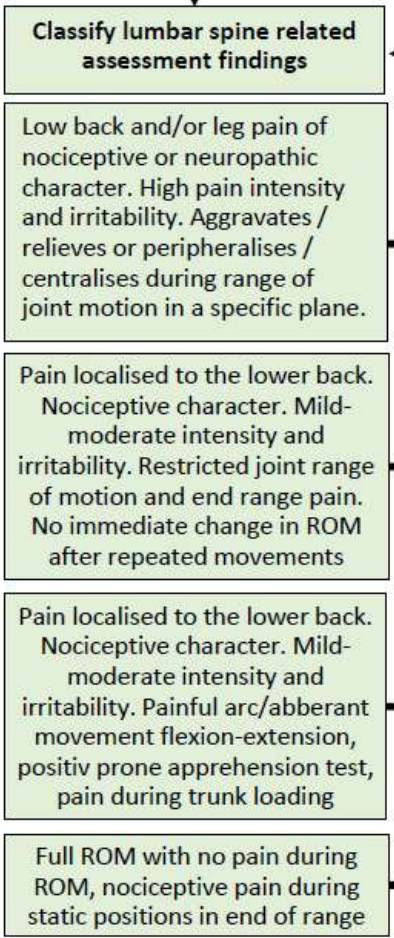 Classify lumbar spine related
assessment findings
Low back and/or leg pain of
nociceptive or neuropathic
character. High pain intensity
and irritability. Aggravates /
relieves or peripheralises /
centralises during range of
joint motion in a specific plane.
Pain localised to the lower back.
Nociceptive character. Mild-
moderate intensity and
irritability. Restricted joint range
of motion and end range pain.
No immediate change in ROM
after repeated movements
Pain localised to the lower back.
Nociceptive character. Mild-
moderate intensity and
irritability. Painful arc/abberant
movement flexion-extension,
positiv prone apprehension test,
pain during trunk loading
Full ROM with no pain during
ROM, nociceptive pain during
static positions in end of range